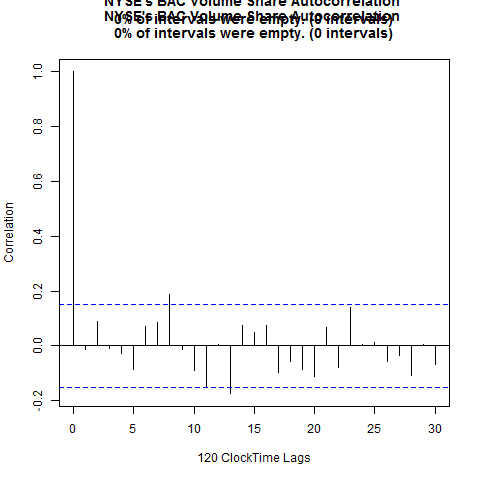 NYSE's BAC Volume Share Autocorrelation
0% of intervals were empty. (0 intervals)
NYSE's BAC Volume Share Autocorrelation
0% of intervals were empty. (0 intervals)
1.0
0.8
0.6
0.4
0.2
0.0
-0.2
Correlation
0 5 10 15 20 25 30
120 ClockTime Lags